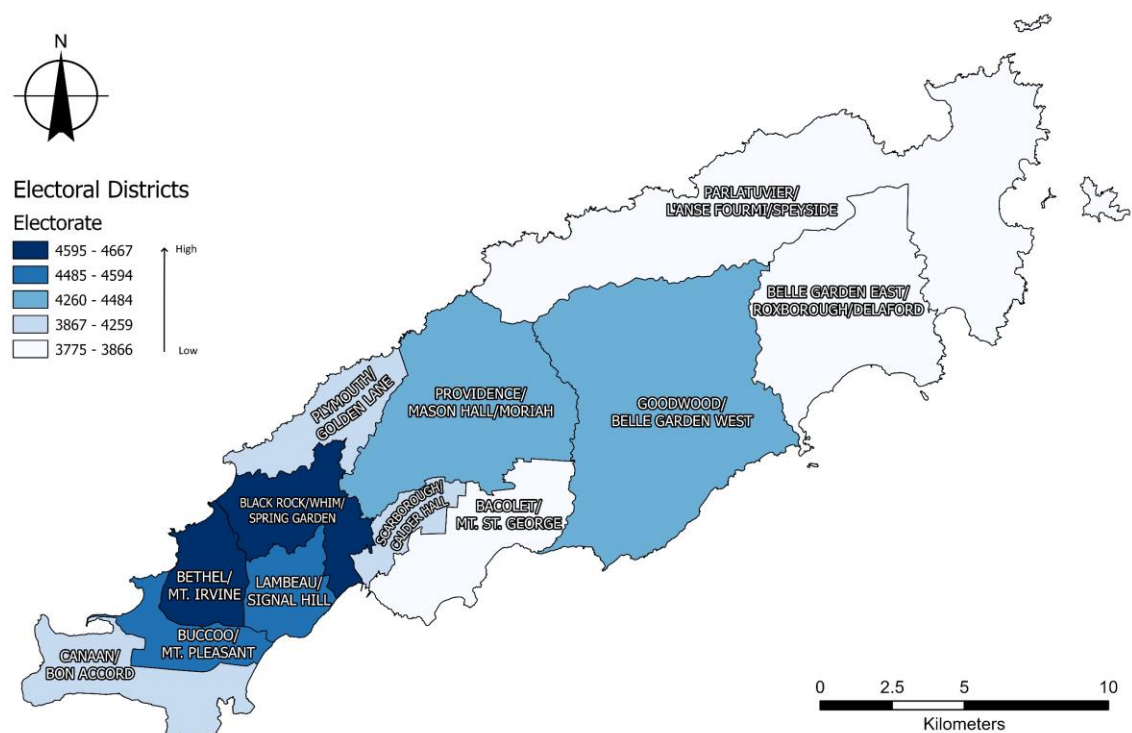 N
Electoral Districts
Electorate
4595 - 4667
4485 - 4594
4260 - 4484
3867 - 4259
3775 - 3866
High
Low
PARLATUVIER/
L'ANSE FOURMI/SPEYSIDE
BELLE GARDEN EAST/
ROXBOROUGH/DELAFORD
PLYMOUTH/
GOLDEN LANE
PROVIDENCE/
MASON HALL/MORIAH
GOODWOOD/
BELLE GARDEN WEST
BLACK ROCK/WHIM/
SPRING GARDEN
SCARBOROUGH/
CALDER HALL
BACOLET/
MT. ST. GEORGE
BETHEL/
MT. IRVINE
LAMBEAU/
SIGNAL HILL
BUCCOO/
MT. PLEASANT
CANAAN/
BON ACCORD
0 2.5 5 10
Kilometers